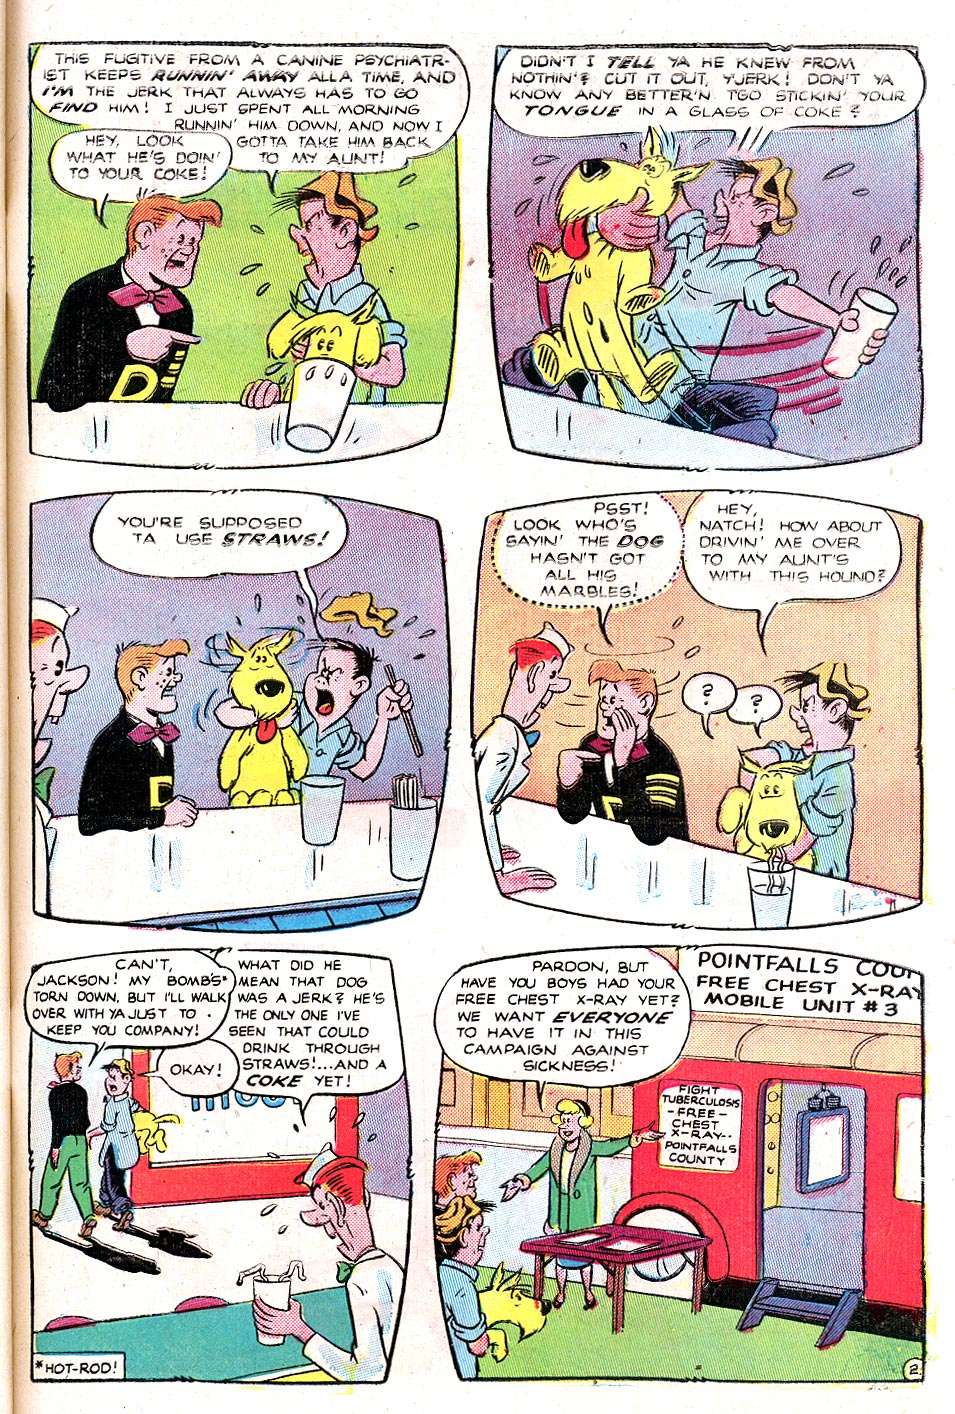 THIS FUGITIVE FROM A CANINE PSYCHIATR-
IST KEEPS RUNNIN' AWAY ALLA TIME, AND
I'M THE JERK THAT ALWAYS HAS TO GO
FIND HIM! I JUST SPENT ALL MORNING
RUNNIN' HIM DOWN, AND NOW I
GOTTA TAKE HIM BACK
TO MY AUNT!
HEY, LOOK
WHAT HE'S DOIN'
TO YOUR COKE!
D
DIDN'T I TELL YA HE KNEW FROM
NOTHIN'? CUT IT OUT, Y'JERK! DON'T YA
KNOW ANY BETTER'N T'GO STICKIN' YOUR
TONGUE IN A GLASS OF COKE?
YOU'RE SUPPOSED
TA USE STRAWS!
D
PSST!
LOOK WHO'S
SAYIN' THE DOG
HASN'T GOT
ALL HIS
MARBLES!
HEY,
NATCH! HOW ABOUT
DRIVIN' ME OVER
TO MY AUNT'S
WITH THIS HOUND?
?
?
CAN'T,
JACKSON! MY BOMB'S*
TORN DOWN, BUT I'LL WALK
OVER WITH YA JUST TO
KEEP YOU COMPANY!
OKAY!
WHAT DID HE
MEAN THAT DOG
WAS A JERK? HE'S
THE ONLY ONE I'VE
SEEN THAT COULD
DRINK THROUGH
STRAWS!...AND A
COKE YET!
*HOT-ROD!
PARDON, BUT
HAVE YOU BOYS HAD YOUR
FREE CHEST X-RAY YET?
WE WANT EVERYONE
TO HAVE IT IN THIS
CAMPAIGN AGAINST
SICKNESS!
POINTFALLS COUN
FREE CHEST X-RAY
MOBILE UNIT #3
FIGHT
TUBERCULOSIS
-FREE-
CHEST
X-RAY--
POINTFALLS
COUNTY
2